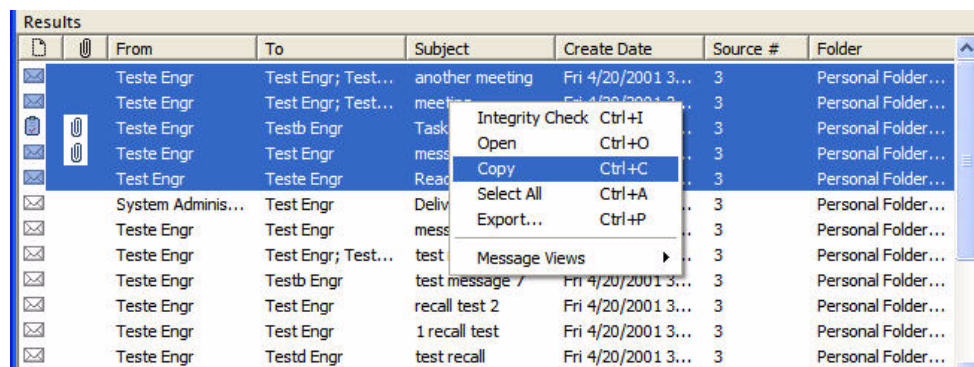 Results
From To Subject Create Date Source # Folder
Teste Engr Test Engr; Test... another meeting Fri 4/20/2001 3... 3 Personal Folder...
Teste Engr Test Engr; Test... 3 Personal Folder...
Integrity Check Ctrl+I
Teste Engr Testb Engr Task 3 Personal Folder...
Open Ctrl+O
Teste Engr Test Engr mess 3 Personal Folder...
Copy Ctrl+C
Test Engr Teste Engr Read 3 Personal Folder...
Select All Ctrl+A
System Adminis... Test Engr Deliv 3 Personal Folder...
Export... Ctrl+P
Teste Engr Test Engr mess 3 Personal Folder...
Teste Engr Test Engr; Test... test 3 Personal Folder...
Message Views
Teste Engr Testb Engr test message 7 Fri 4/20/2001 3... 3 Personal Folder...
Teste Engr Test Engr recall test 2 Fri 4/20/2001 3... 3 Personal Folder...
Teste Engr Test Engr 1 recall test Fri 4/20/2001 3... 3 Personal Folder...
Teste Engr Testd Engr test recall Fri 4/20/2001 3... 3 Personal Folder...